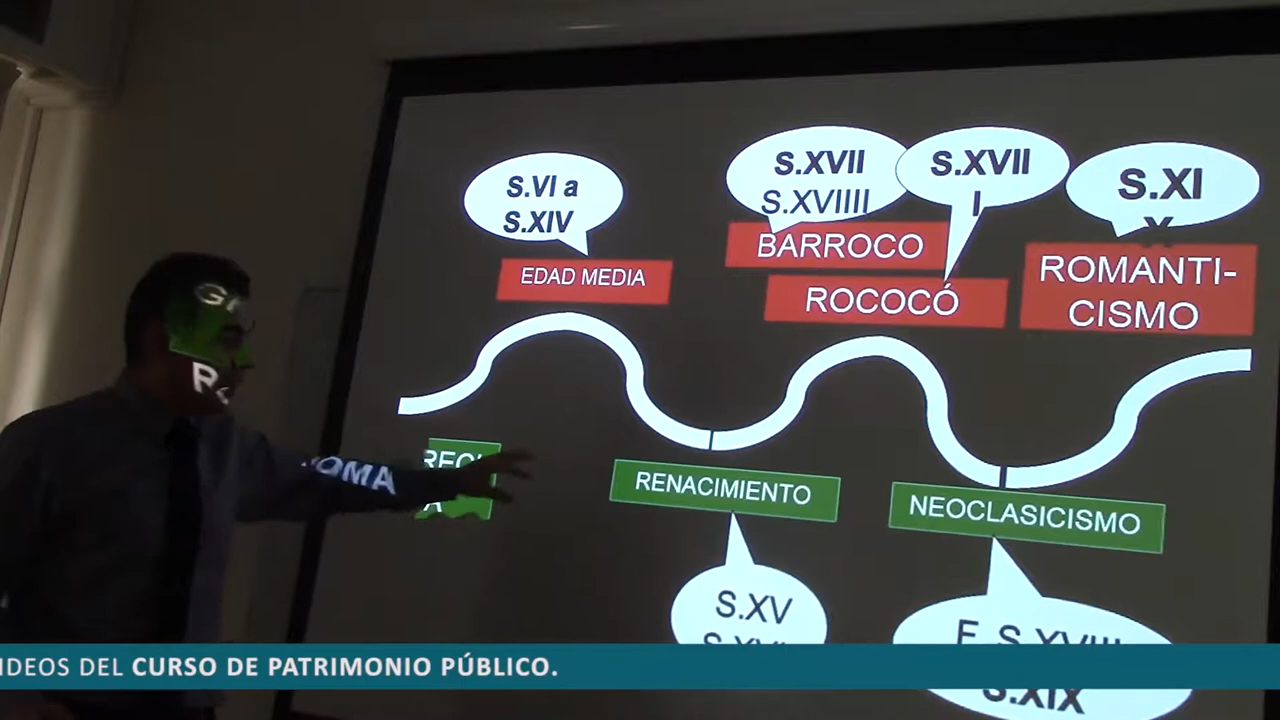 S.VI a
S.XIV
S.XVII
S.XVIIII
S.XVII
I
S.XI
X
EDAD MEDIA
BARROCO
ROCOCÓ
ROMANTI-
CISMO
OMA
RENACIMIENTO
NEOCLASICISMO
S.XV
S.XIX
IDEOS DEL CURSO DE PATRIMONIO PÚBLICO.